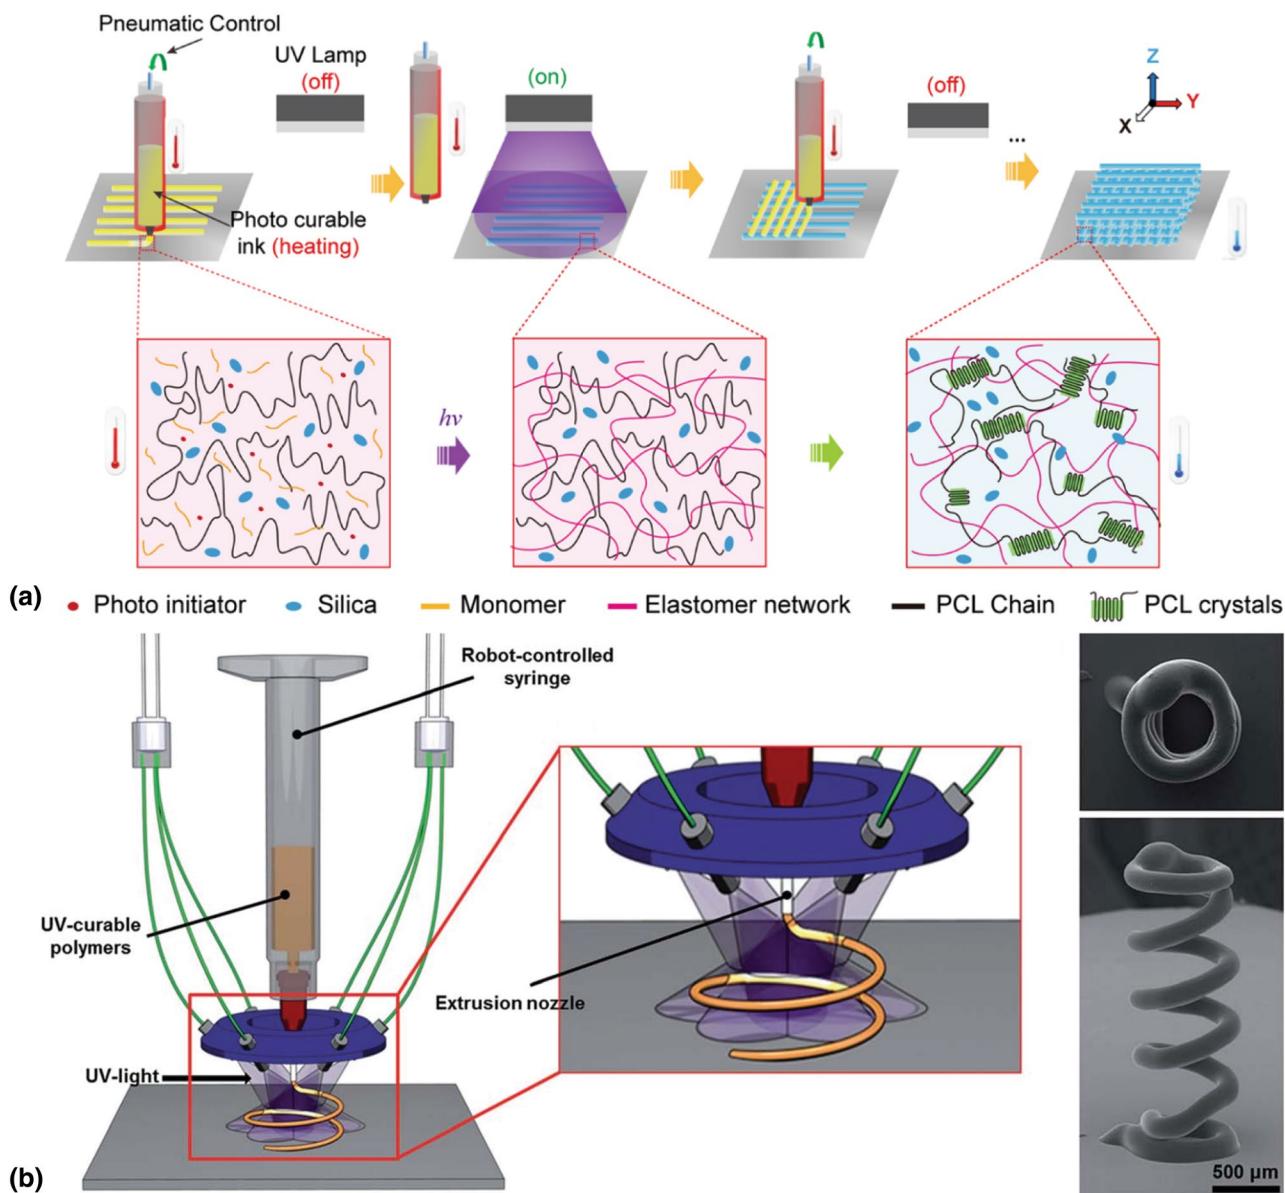 Pneumatic Control
UV Lamp
(off)
(on)
(off)
...
Z
Y
X
Photo curable
ink (heating)
hν
(a)
Photo initiator
Silica
Monomer
Elastomer network
PCL Chain
PCL crystals
Robot-controlled
syringe
UV-curable
polymers
Extrusion nozzle
UV-light
500 µm
(b)